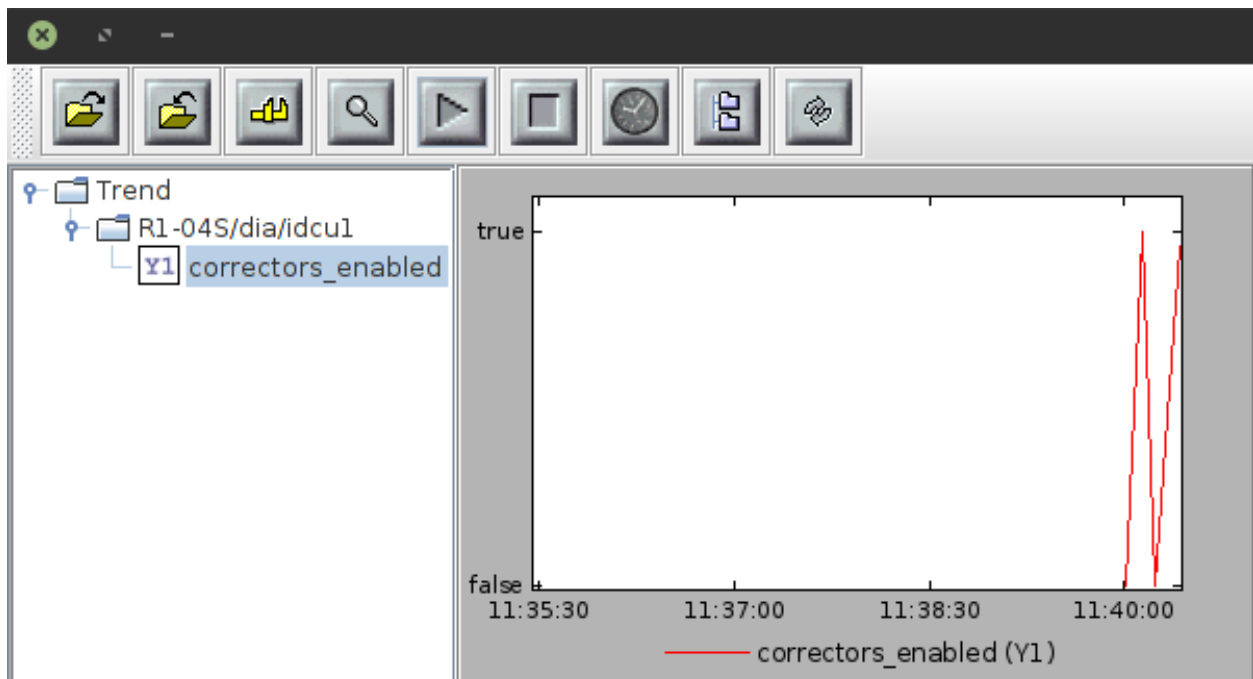 Trend
R1-04S/dia/idcu1
Y1 correctors_enabled
true
false
11:35:30 11:37:00 11:38:30 11:40:00
correctors_enabled (Y1)